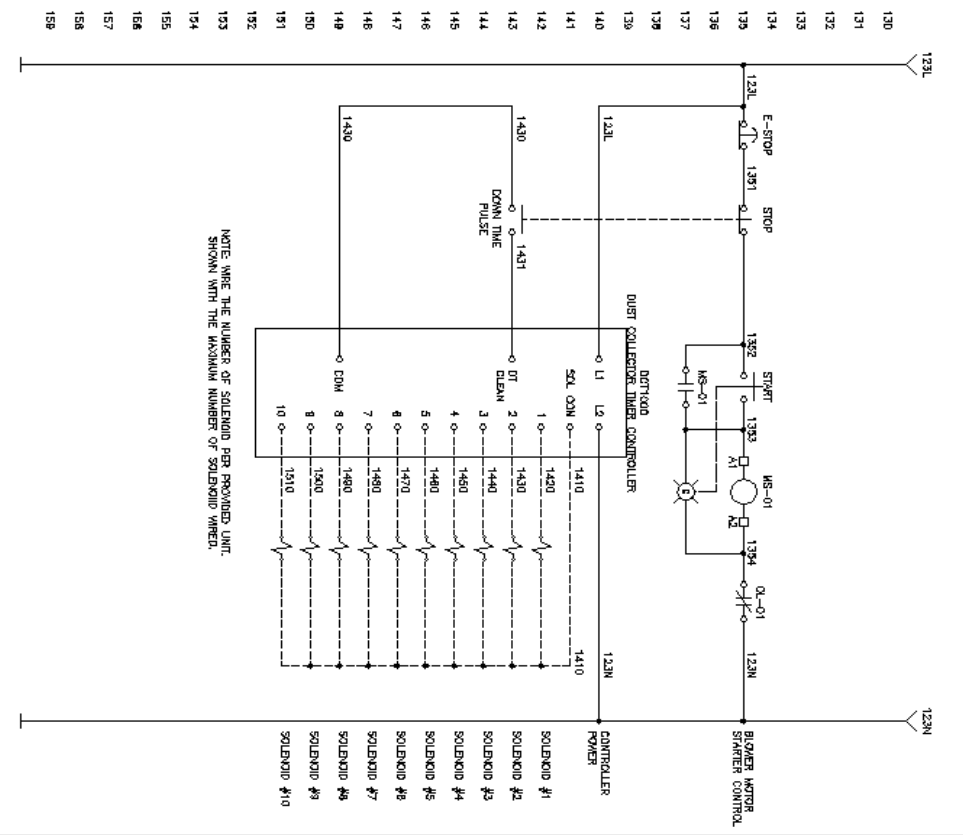 123L
123N
130
131
132
133
134
135
123L
E-STOP
1351
STOP
1352
START
1353
A1
MS-01
A2
1354
OL-01
123N
BLOWER MOTOR
STARTER CONTROL
136
137
MS-01
G
138
139
DUST COLLECTOR TIMER CONTROLLER
DCT1000
140
123L
L1
L2
123N
CONTROLLER
POWER
141
SOL COM
1410
1410
142
1
1420
SOLENOID #1
143
1430
DOWN TIME
PULSE
1431
DT
CLEAN
2
1430
SOLENOID #2
144
3
1440
SOLENOID #3
145
4
1450
SOLENOID #4
146
5
1460
SOLENOID #5
147
6
1470
SOLENOID #6
148
7
1480
SOLENOID #7
149
1430
COM
8
1490
SOLENOID #8
150
9
1500
SOLENOID #9
151
10
1510
SOLENOID #10
152
153
NOTE: WIRE THE NUMBER OF SOLENOID PER PROVIDED UNIT.
SHOWN WITH THE MAXIMUM NUMBER OF SOLENOIID WIRED.
154
155
156
157
158
159